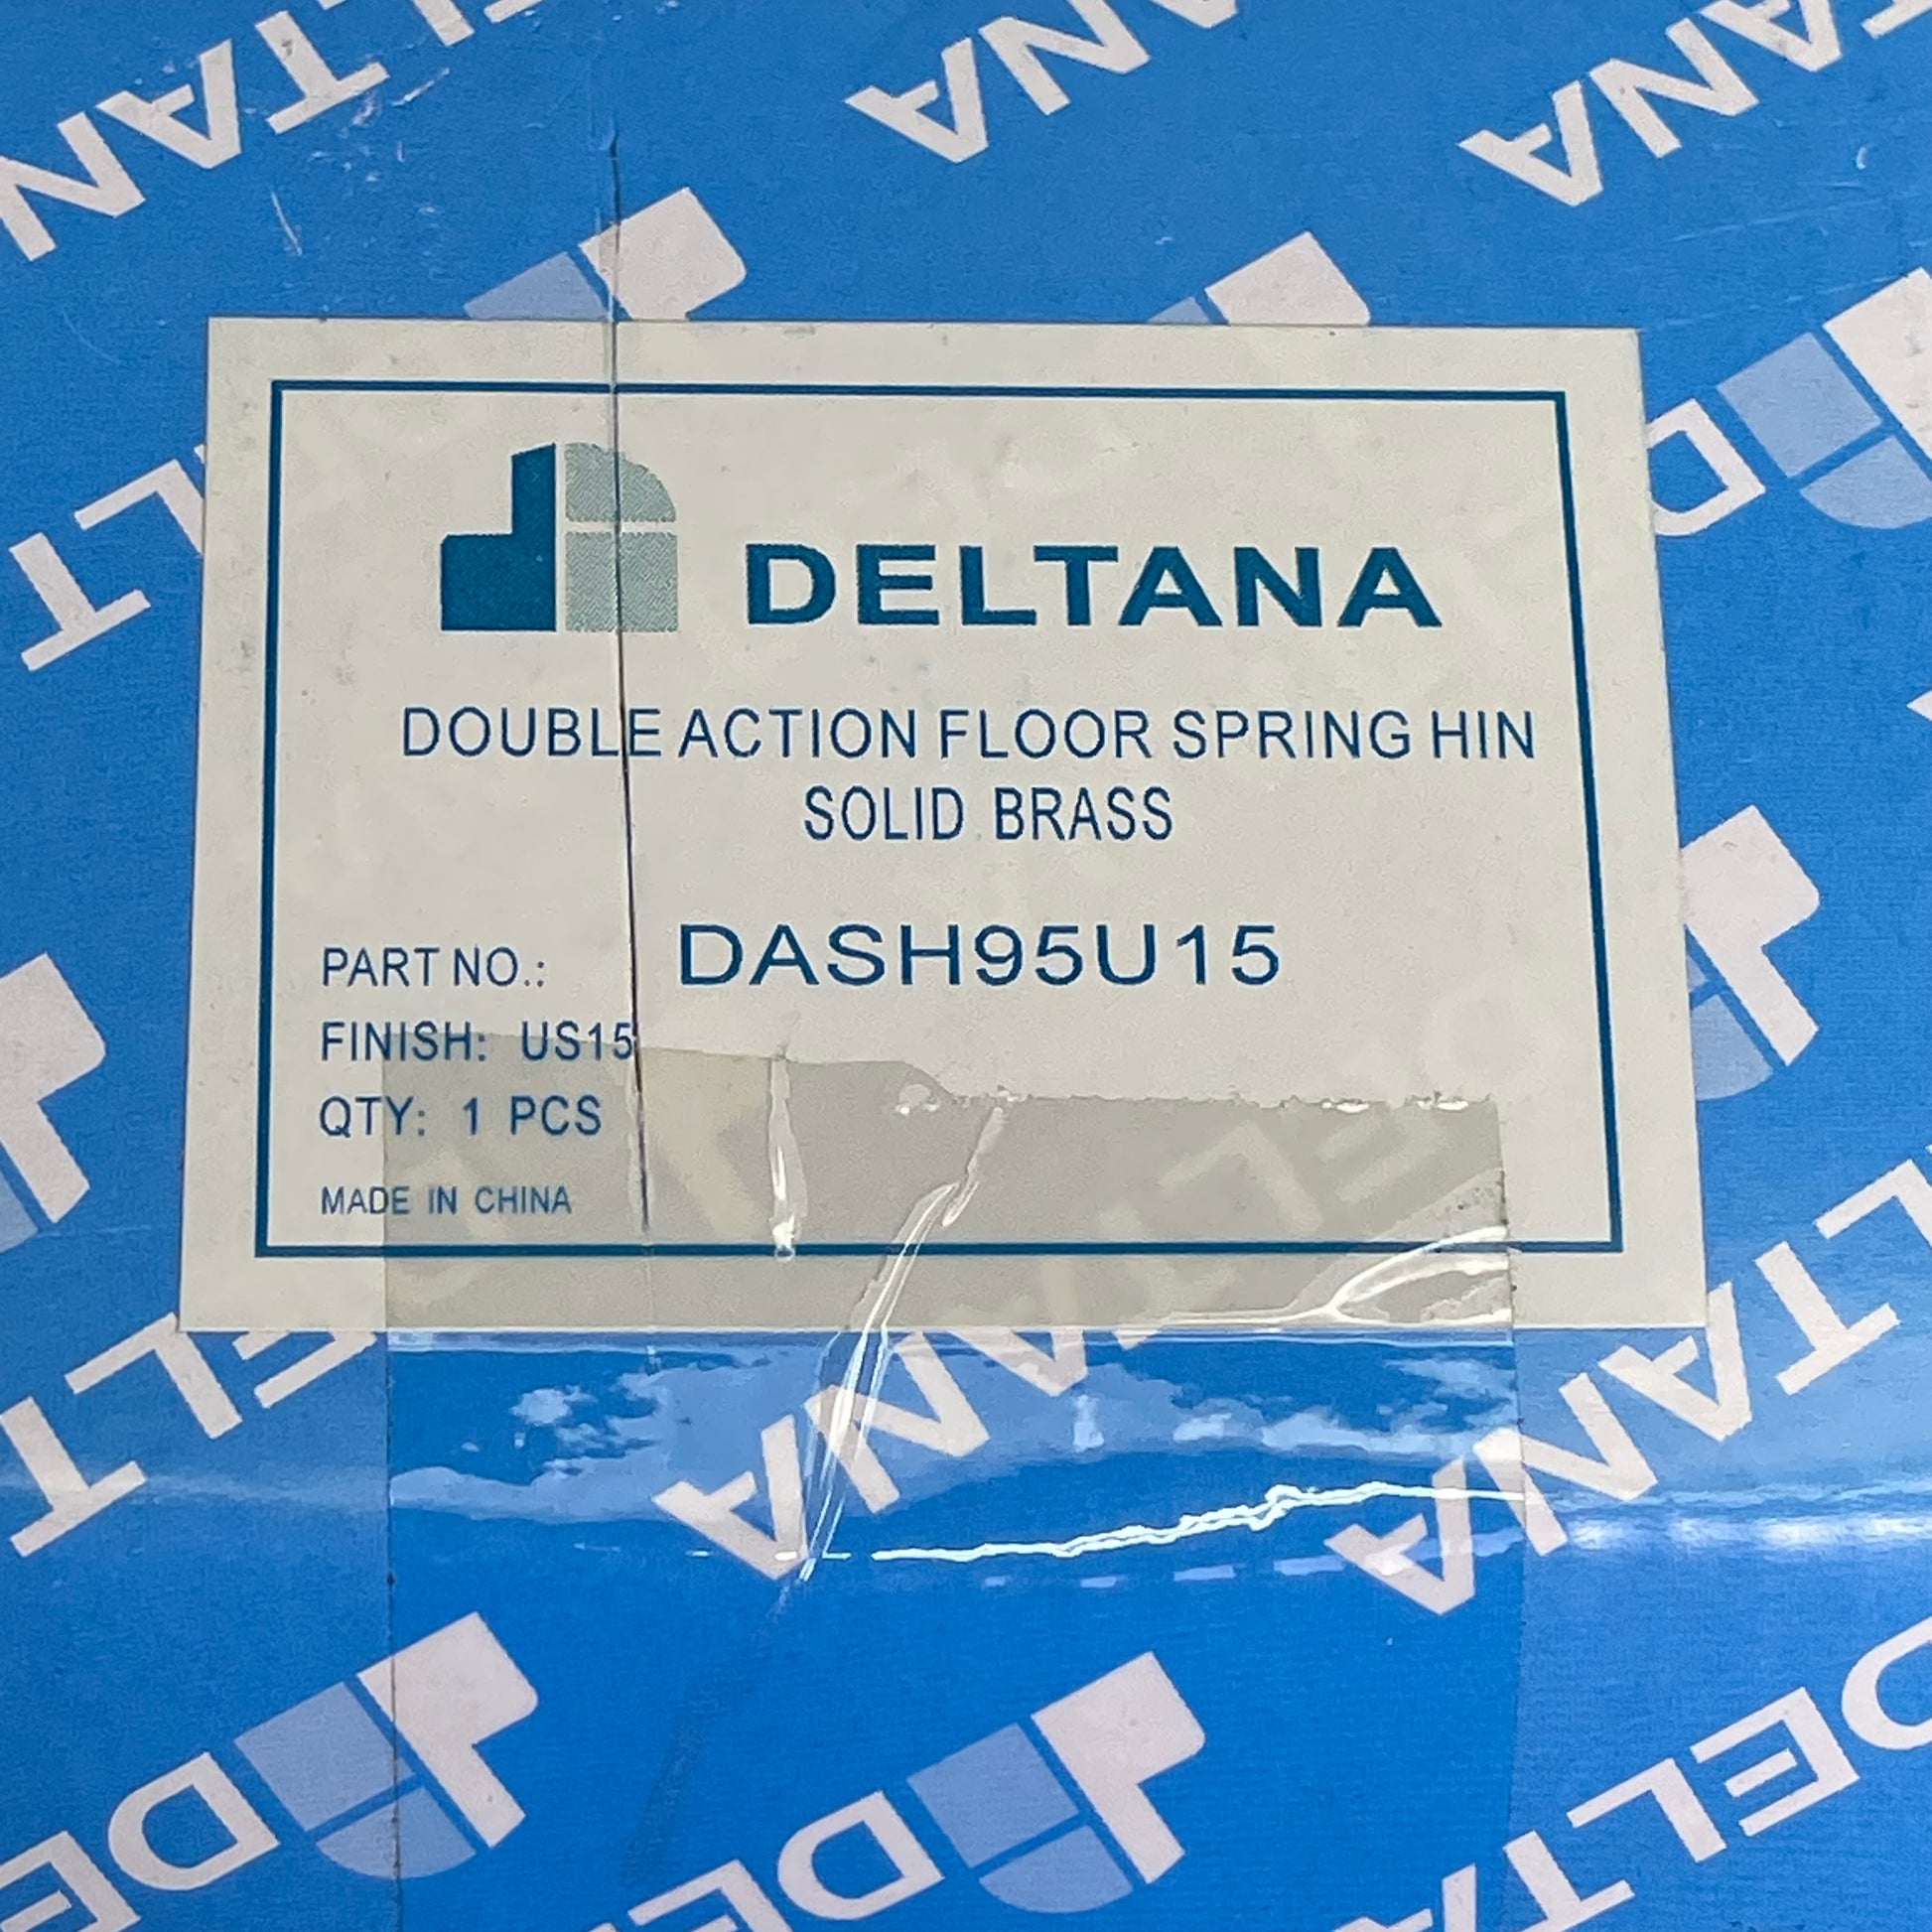 DELTANA
DOUBLE ACTION FLOOR SPRING HIN
SOLID BRASS
PART NO.: DASH95U15
FINISH: US15
QTY: 1 PCS
MADE IN CHINA